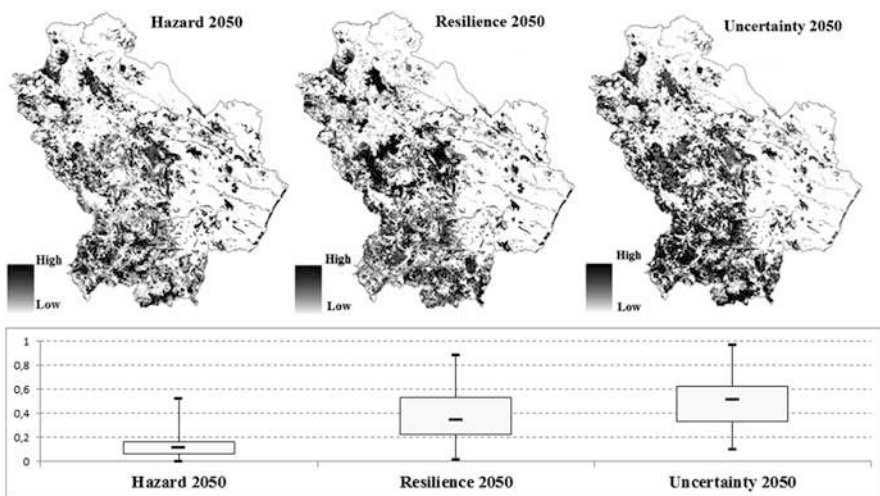 Hazard 2050
Resilience 2050
Uncertainty 2050
High
Low
High
Low
High
Low
1
0,8
0,6
0,4
0,2
0
Hazard 2050
Resilience 2050
Uncertainty 2050